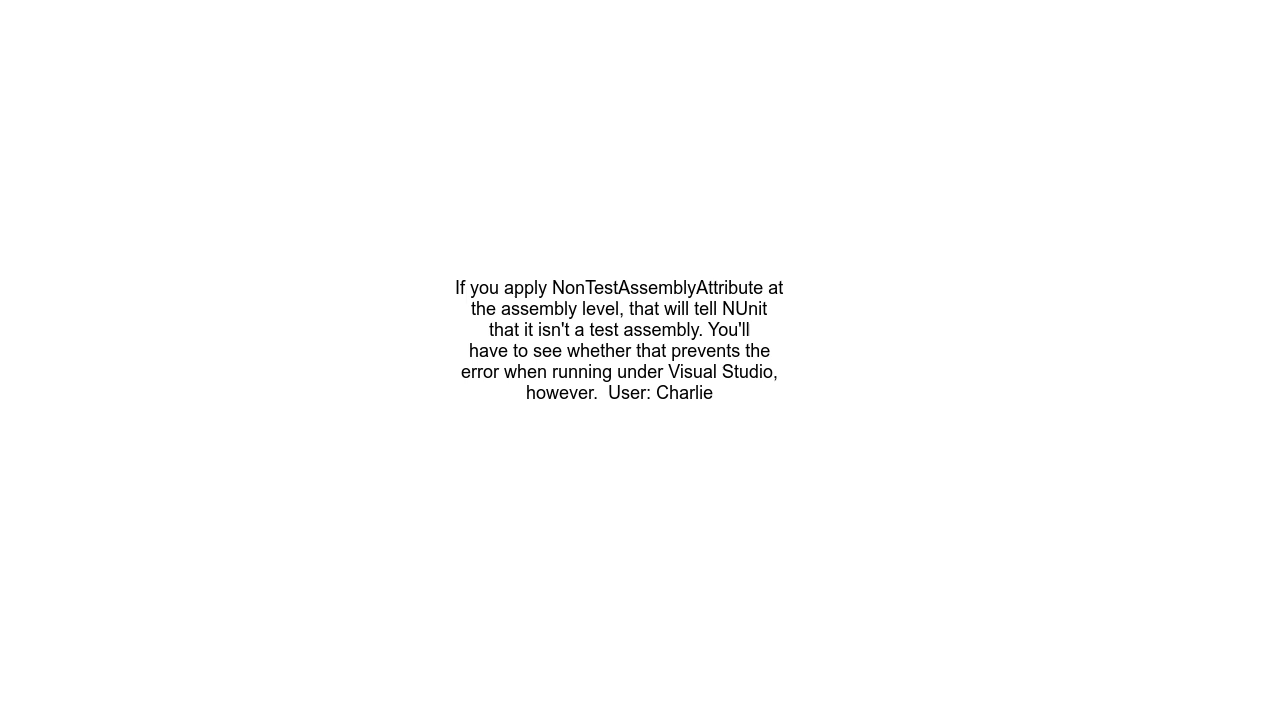 If you apply NonTestAssemblyAttribute at
the assembly level, that will tell NUnit
that it isn't a test assembly. You'll
have to see whether that prevents the
error when running under Visual Studio,
however.  User: Charlie